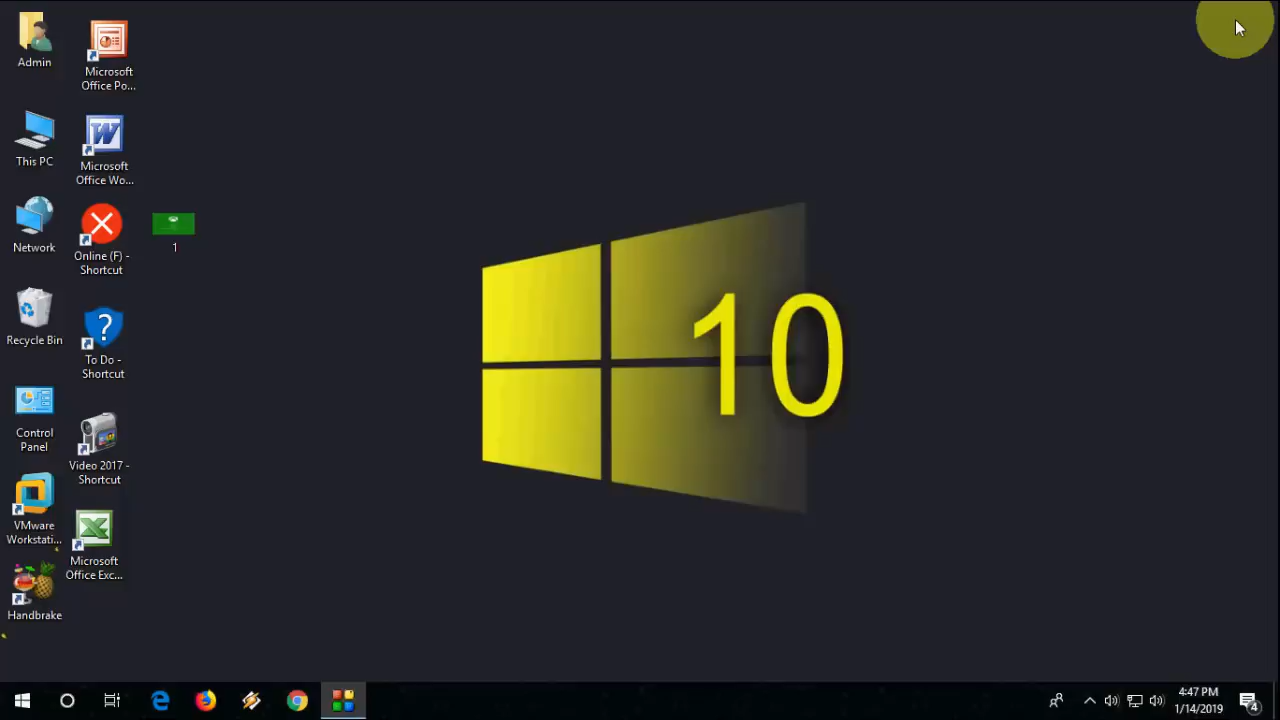 Admin
Microsoft
Office Po...
This PC
Microsoft
Office Wo...
Network
Online (F) -
Shortcut
1
Recycle Bin
To Do -
Shortcut
Control
Panel
Video 2017 -
Shortcut
VMware
Workstati...
Microsoft
Office Exc...
Handbrake
10
4:47 PM
1/14/2019
4